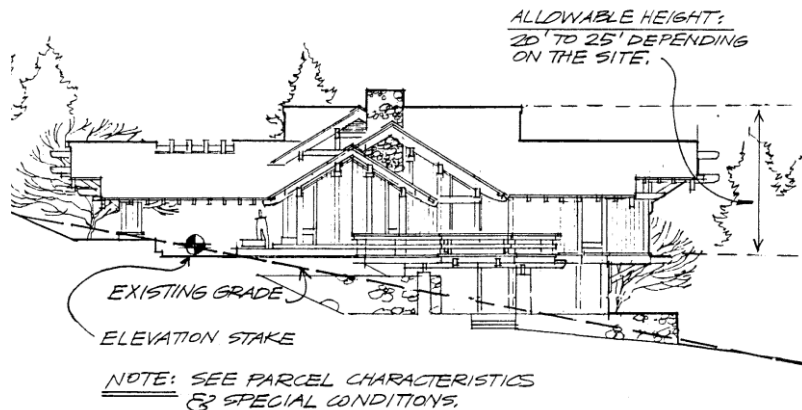 ALLOWABLE HEIGHT:
20' TO 25' DEPENDING
ON THE SITE.
EXISTING GRADE
ELEVATION STAKE
NOTE: SEE PARCEL CHARACTERISTICS
& SPECIAL CONDITIONS.